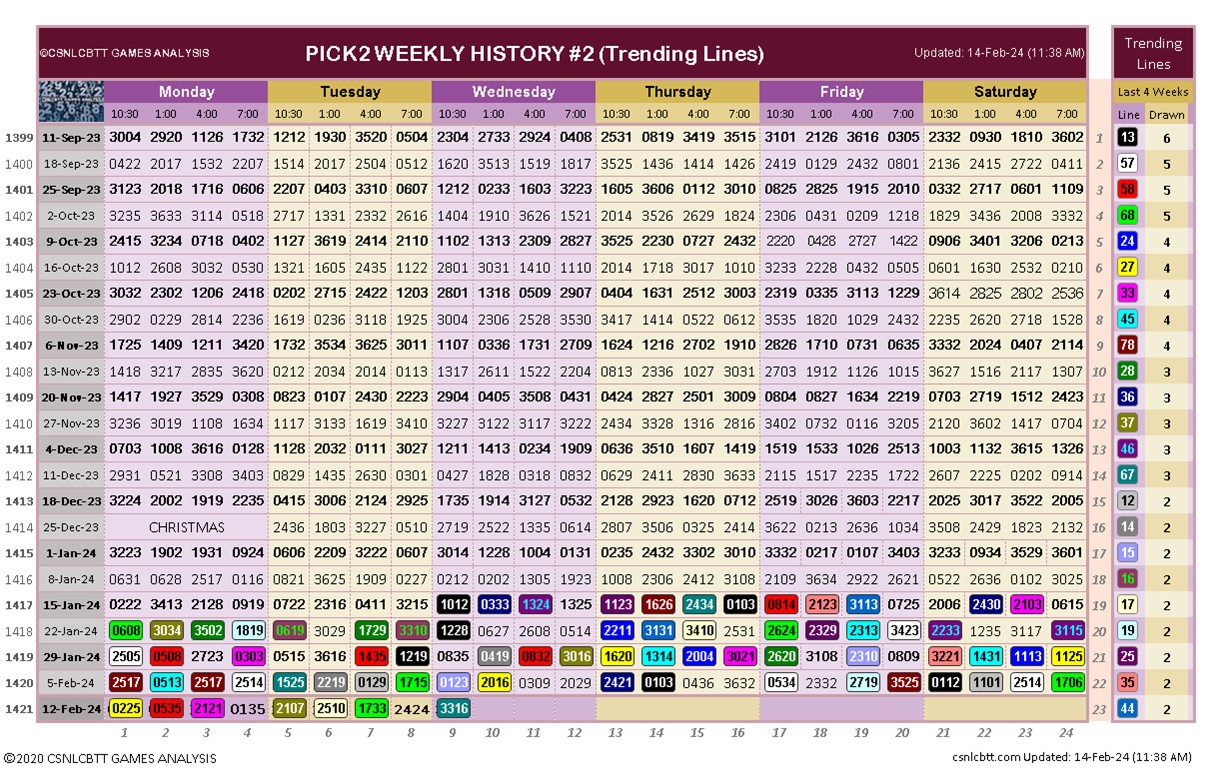 ©CSNLCBTT GAMES ANALYSIS PICK2 WEEKLY HISTORY #2 (Trending Lines) Updated: 14-Feb-24 (11:38 AM) Trending Lines
Monday Tuesday Wednesday Thursday Friday Saturday Last 4 Weeks
10:30 1:00 4:00 7:00 10:30 1:00 4:00 7:00 10:30 1:00 4:00 7:00 10:30 1:00 4:00 7:00 10:30 1:00 4:00 7:00 10:30 1:00 4:00 7:00 Line Drawn
1399 11-Sep-23 3004 2920 1126 1732 1212 1930 3520 0504 2304 2733 2924 0408 2531 0819 3419 3515 3101 2126 3616 0305 2332 0930 1810 3602 1 13 6
1400 18-Sep-23 0422 2017 1532 2207 1514 2017 2504 0512 1620 3513 1519 1817 3525 1436 1414 1426 2419 0129 2432 0801 2136 2415 2722 0411 2 57 5
1401 25-Sep-23 3123 2018 1716 0606 2207 0403 3310 0607 1212 0233 1603 3223 1605 3606 0112 3010 0825 2825 1915 2010 0332 2717 0601 1109 3 58 5
1402 2-Oct-23 3235 3633 3114 0518 2717 1331 2332 2616 1404 1910 3626 1521 2014 3526 2629 1824 2306 0431 0209 1218 1829 3436 2008 3332 4 68 5
1403 9-Oct-23 2415 3234 0718 0402 1127 3619 2414 2110 1102 1313 2309 2827 3525 2230 0727 2432 2220 0428 2727 1422 0906 3401 3206 0213 5 24 4
1404 16-Oct-23 1012 2608 3032 0530 1321 1605 2435 1122 2801 3031 1410 1110 2014 1718 3017 1010 3233 2228 0432 0505 0601 1630 2532 0210 6 27 4
1405 23-Oct-23 3032 2302 1206 2418 0202 2715 2422 1203 2801 1318 0509 2907 0404 1631 2512 3003 2319 0335 3113 1229 3614 2825 2802 2536 7 33 4
1406 30-Oct-23 2902 0229 2814 2236 1619 0236 3118 1925 3004 2306 2528 3530 3417 1414 0522 0612 3535 1820 1029 2432 2235 2620 2718 1528 8 45 4
1407 6-Nov-23 1725 1409 1211 3420 1732 3534 3625 3011 1107 0336 1731 2709 1624 1216 2702 1910 2826 1710 0731 0635 3332 2024 0407 2114 9 78 4
1408 13-Nov-23 1418 3217 2835 3620 0212 2034 2014 0113 1317 2611 1522 2204 0813 2336 1027 3031 2703 1912 1126 1015 3627 1516 2117 1307 10 28 3
1409 20-Nov-23 1417 1927 3529 0308 0823 0107 2430 2223 2904 0405 3508 0431 0424 2827 2501 3009 0804 0827 1634 2219 0703 2719 1512 2423 11 36 3
1410 27-Nov-23 3236 3019 1108 1634 1117 3133 1619 3410 3227 3122 3117 3222 2434 3328 1316 2816 3402 0732 0116 3205 2120 3602 1417 0704 12 37 3
1411 4-Dec-23 0703 1008 3616 0128 1128 2032 0111 3027 1211 1413 0234 1909 0636 3510 1607 1419 1519 1533 1026 2513 1003 1132 3615 1326 13 46 3
1412 11-Dec-23 2931 0521 3308 3403 0829 1435 2630 0301 0427 1828 0318 0832 0629 2411 2830 3633 2115 1517 2235 1722 2607 2225 0202 0914 14 67 3
1413 18-Dec-23 3224 2002 1919 2235 0415 3006 2124 2925 1735 1914 3127 0532 2128 2923 1620 0712 2519 3026 3603 2217 2025 3017 3522 2005 15 12 2
1414 25-Dec-23 CHRISTMAS 2436 1803 3227 0510 2719 2522 1335 0614 2807 3506 0325 2414 3622 0213 2636 1034 3508 2429 1823 2132 16 14 2
1415 1-Jan-24 3223 1902 1931 0924 0606 2209 3222 0607 3014 1228 1004 0131 0235 2432 3302 3010 3332 0217 0107 3403 3233 0934 3529 3601 17 15 2
1416 8-Jan-24 0631 0628 2517 0116 0821 3625 1909 0227 0212 0202 1305 1923 1008 2306 2412 3108 2109 3634 2922 2621 0522 2636 0102 3025 18 16 2
1417 15-Jan-24 0222 3413 2128 0919 0722 2316 0411 3215 1012 0333 1324 1325 1123 1626 2434 0103 0814 2123 3113 0725 2006 2430 2103 0615 19 17 2
1418 22-Jan-24 0608 3034 3502 1819 0619 3029 1729 3310 1228 0627 2608 0514 2211 3131 3410 2531 2624 2329 2313 3423 2233 1235 3117 3115 20 19 2
1419 29-Jan-24 2505 0508 2723 0303 0515 3616 1435 1219 0835 0419 0832 3016 1620 1314 2004 3021 2620 3108 2310 0809 3221 1431 1113 1125 21 25 2
1420 5-Feb-24 2517 0513 2517 2514 1525 2219 0129 1715 0123 2016 0309 2029 2421 0103 0436 3632 0534 2332 2719 3525 0112 1101 2514 1706 22 35 2
1421 12-Feb-24 0225 0535 2121 0135 2107 2510 1733 2424 3316 23 44 2
1 2 3 4 5 6 7 8 9 10 11 12 13 14 15 16 17 18 19 20 21 22 23 24
©2020 CSNLCBTT GAMES ANALYSIS csnlcbtt.com Updated: 14-Feb-24 (11:38 AM)